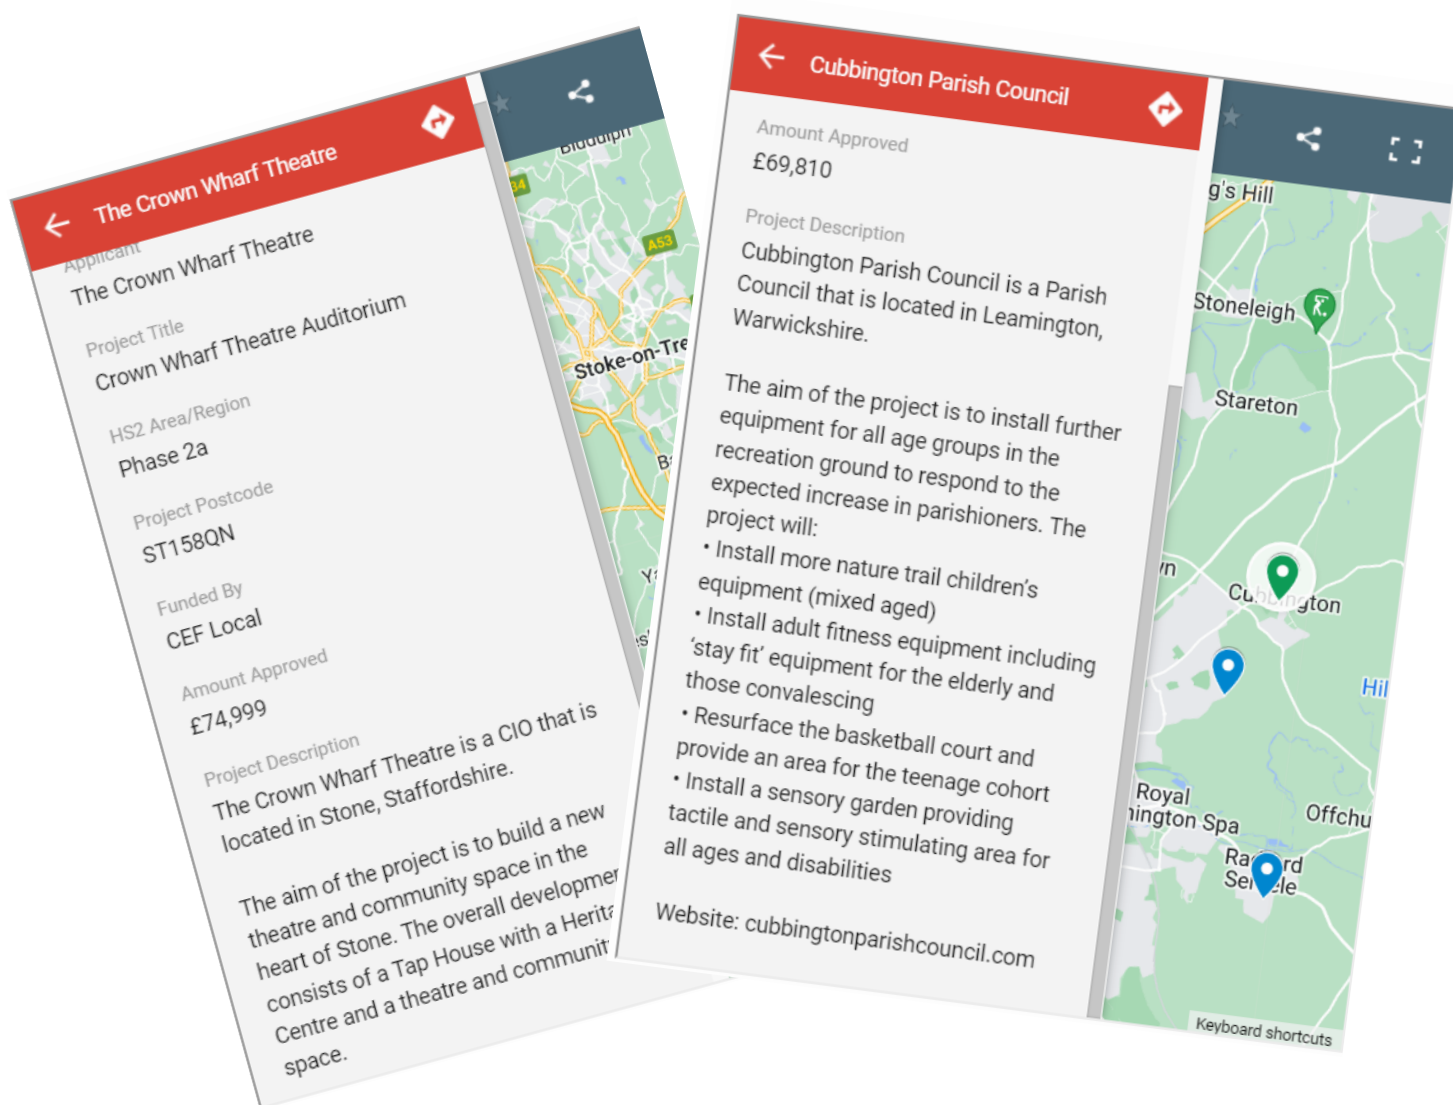 The Crown Wharf Theatre
Applicant
The Crown Wharf Theatre
Project Title
Crown Wharf Theatre Auditorium
HS2 Area/Region
Phase 2a
Project Postcode
ST158QN
Funded By
CEF Local
Amount Approved
£74,999
Project Description
The Crown Wharf Theatre is a CIO that is
located in Stone, Staffordshire.
The aim of the project is to build a new
theatre and community space in the
heart of Stone. The overall developmen
consists of a Tap House with a Herita
Centre and a theatre and communit
space.
Biddulph
34
A53
Stoke-on-Tre
Cubbington Parish Council
Amount Approved
£69,810
Project Description
Cubbington Parish Council is a Parish
Council that is located in Leamington,
Warwickshire.
The aim of the project is to install further
equipment for all age groups in the
recreation ground to respond to the
expected increase in parishioners. The
project will:
• Install more nature trail children's
equipment (mixed aged)
• Install adult fitness equipment including
‘stay fit’ equipment for the elderly and
those convalescing
• Resurface the basketball court and
provide an area for the teenage cohort
• Install a sensory garden providing
tactile and sensory stimulating area for
all ages and disabilities
Website: cubbingtonparishcouncil.com
g's Hill
Stoneleigh
Stareton
Cubbington
Hil
Royal
nington Spa
Offchu
Keyboard shortcuts